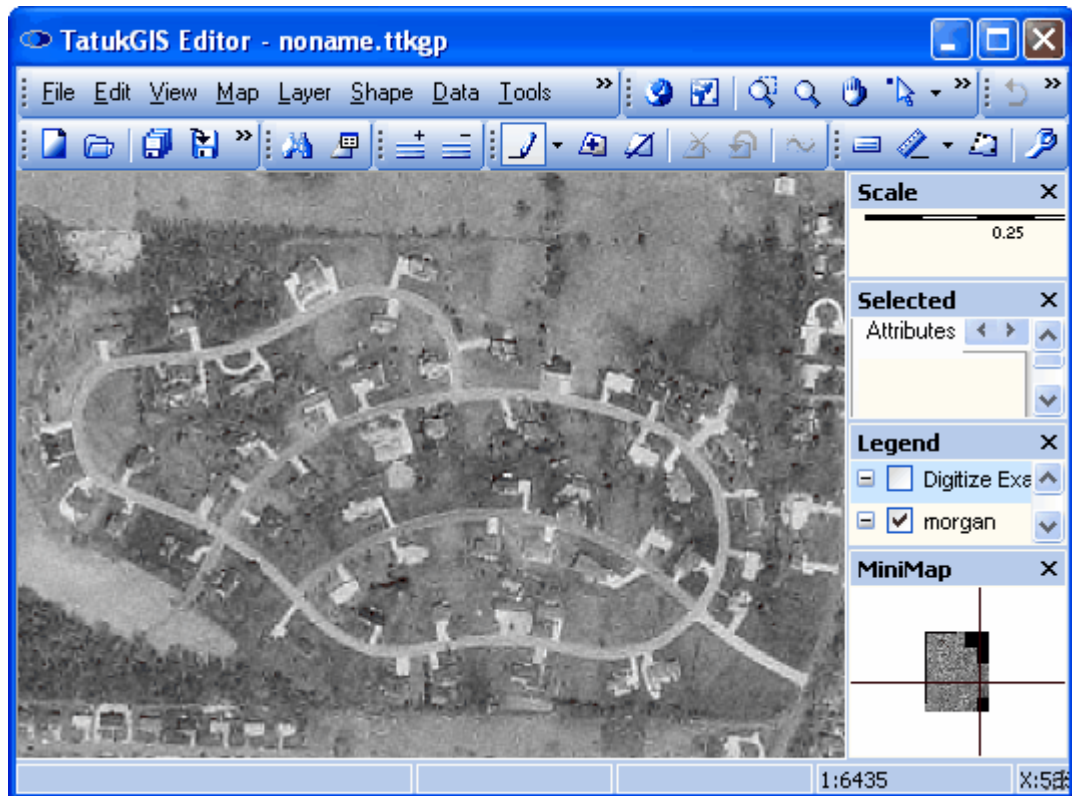 TatukGIS Editor - noname.ttkgp
File Edit View Map Layer Shape Data Tools
Scale
0.25
Selected
Attributes
Legend
Digitize Exa
morgan
MiniMap
1:6435